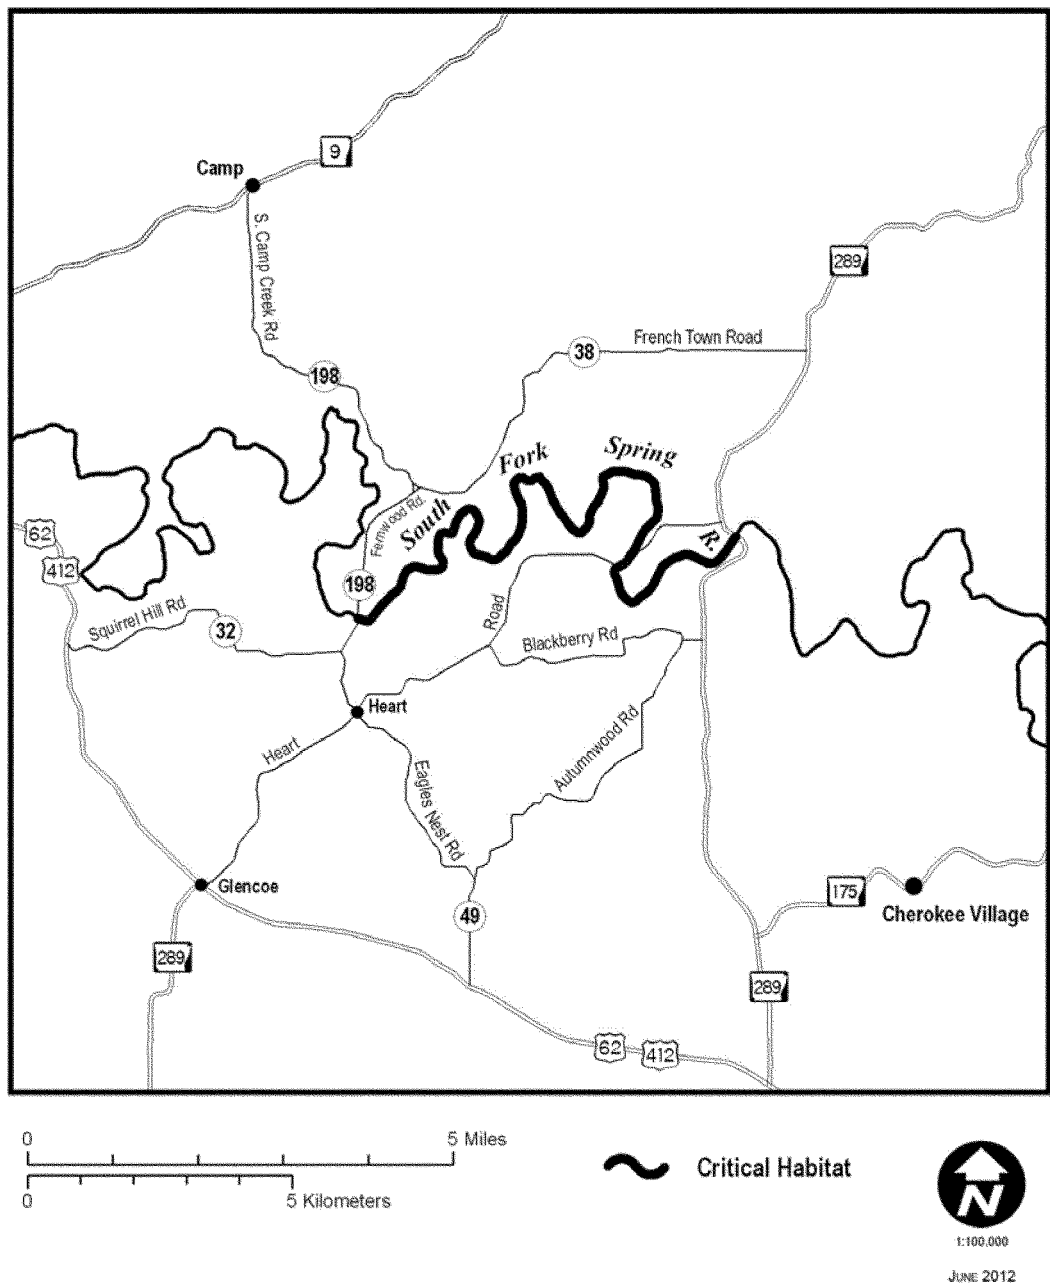 9
Camp
S. Camp Creek Rd
289
French Town Road
38
198
Fork
Spring
South
R.
Fernwood Rd.
62
412
198
Squirrel Hill Rd
32
Road
Blackberry Rd
Heart
Heart
Autumnwood Rd
Eagles Nest Rd
Glencoe
175
Cherokee Village
49
289
289
62
412
0
5 Miles
0
5 Kilometers
Critical Habitat
N
1:100,000
JUNE 2012